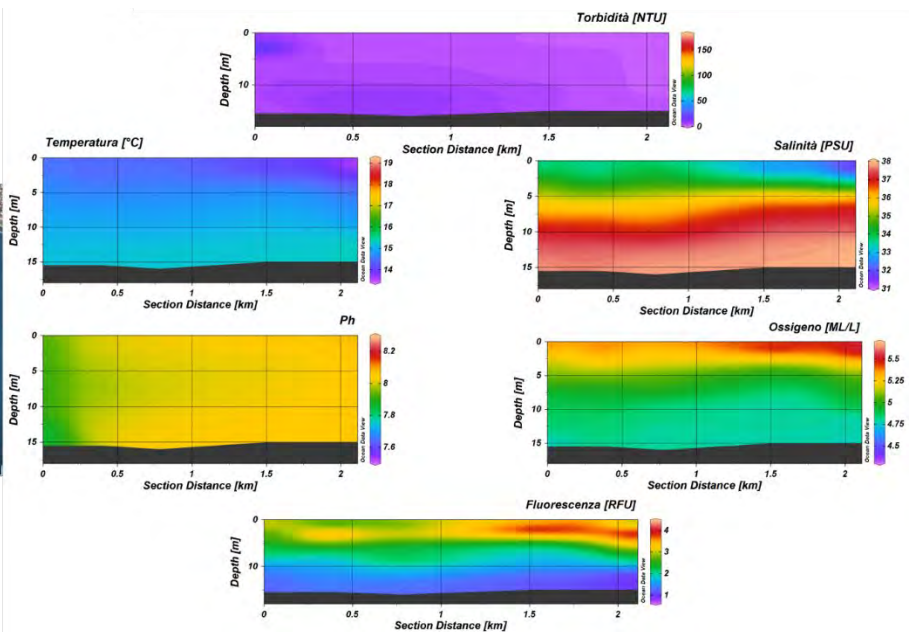 Torbidità [NTU]
0
10
Depth [m]
0 0.5 1 1.5 2
Section Distance [km]
150
100
50
0
Ocean Data View
Temperatura [°C]
0
5
10
15
Depth [m]
0 0.5 1 1.5 2
Section Distance [km]
19
18
17
16
15
14
Ocean Data View
Salinità [PSU]
0
5
10
15
Depth [m]
0 0.5 1 1.5 2
Section Distance [km]
38
37
36
35
34
33
32
31
Ocean Data View
Ph
0
5
10
15
Depth [m]
0 0.5 1 1.5 2
Section Distance [km]
8.2
8
7.8
7.6
Ocean Data View
Ossigeno [ML/L]
0
5
10
15
Depth [m]
0 0.5 1 1.5 2
Section Distance [km]
5.5
5.25
5
4.75
4.5
Ocean Data View
Fluorescenza [RFU]
0
10
Depth [m]
0 0.5 1 1.5 2
Section Distance [km]
4
3
2
1
Ocean Data View